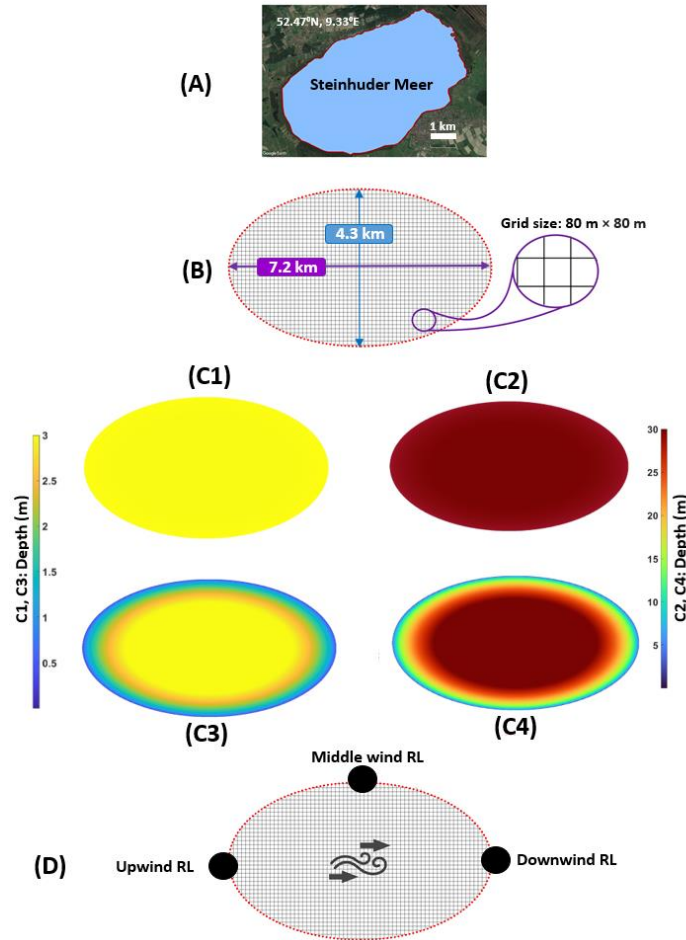 52.47⁰N, 9.33⁰E
(A)
Steinhuder Meer
1 km
Google Earth
Grid size: 80 m × 80 m
4.3 km
(B)
7.2 km
(C1)
(C2)
3
2.5
2
1.5
1
0.5
C1, C3: Depth (m)
30
25
20
15
10
5
C2, C4: Depth (m)
(C3)
(C4)
Middle wind RL
(D)
Upwind RL
Downwind RL